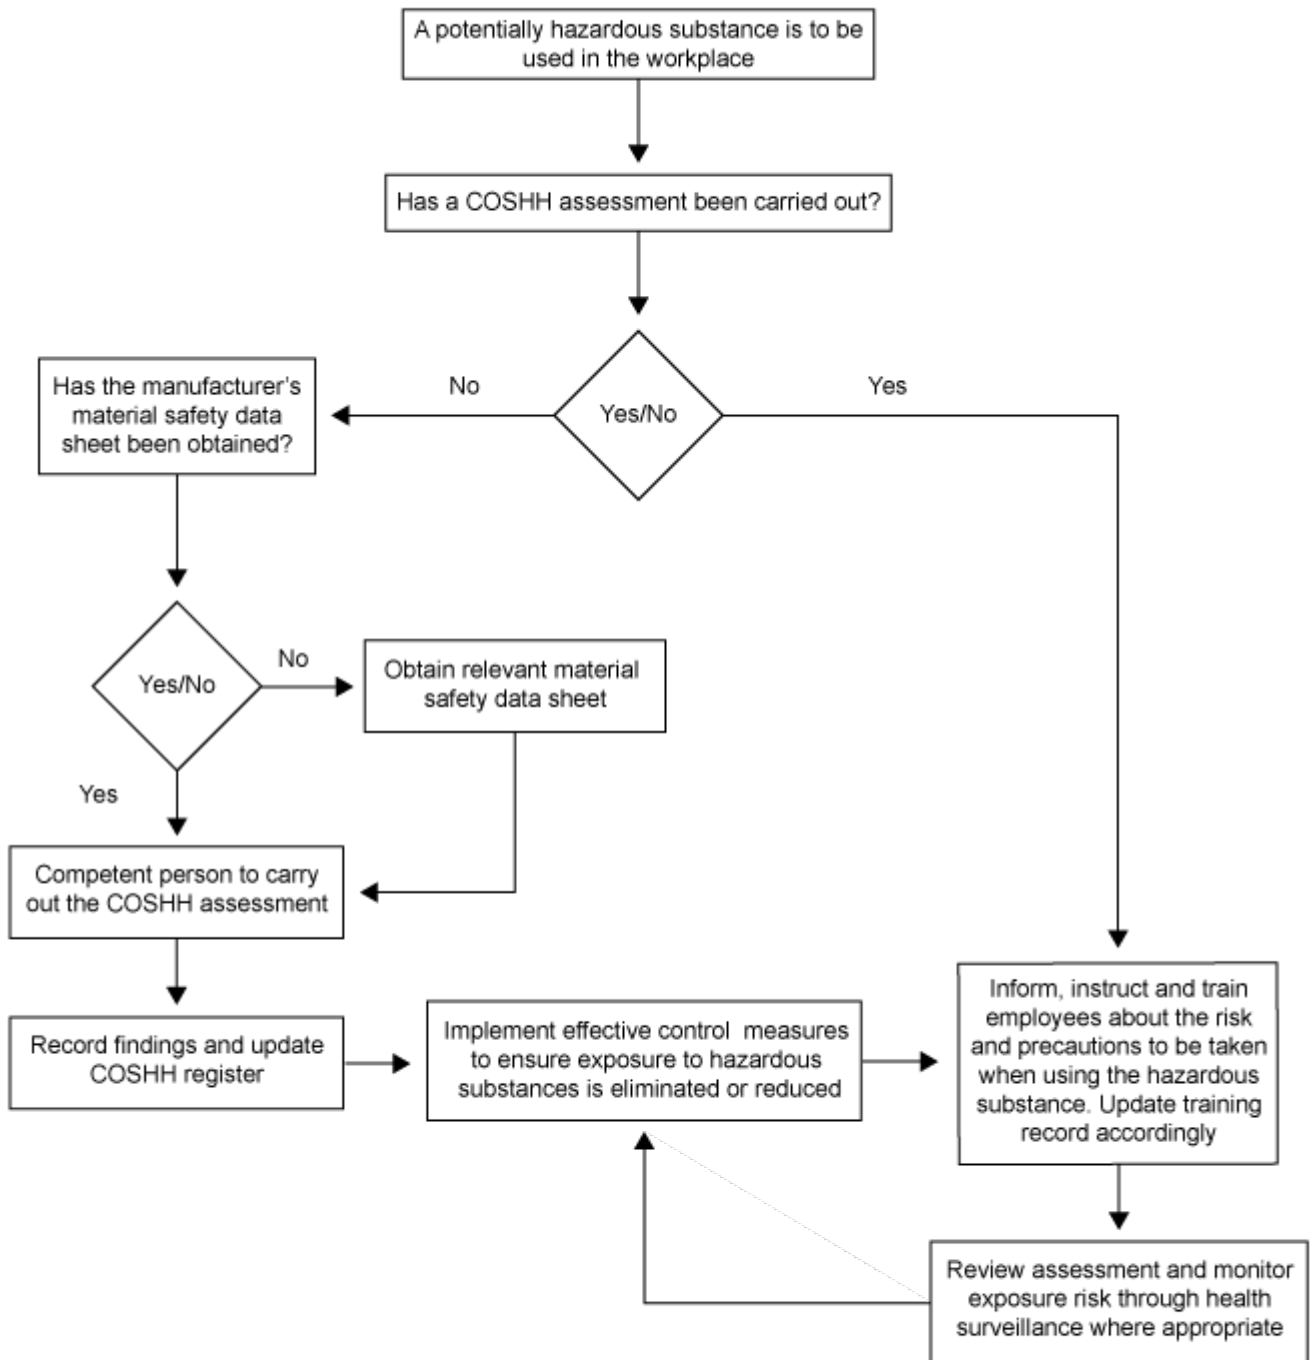 A potentially hazardous substance is to be
used in the workplace
Has a COSHH assessment been carried out?
Has the manufacturer's
material safety data
sheet been obtained?
No
Yes/No
Yes
Yes/No
No
Obtain relevant material
safety data sheet
Yes
Competent person to carry
out the COSHH assessment
Record findings and update
COSHH register
Implement effective control measures
to ensure exposure to hazardous
substances is eliminated or reduced
Inform, instruct and train
employees about the risk
and precautions to be taken
when using the hazardous
substance. Update training
record accordingly
Review assessment and monitor
exposure risk through health
surveillance where appropriate